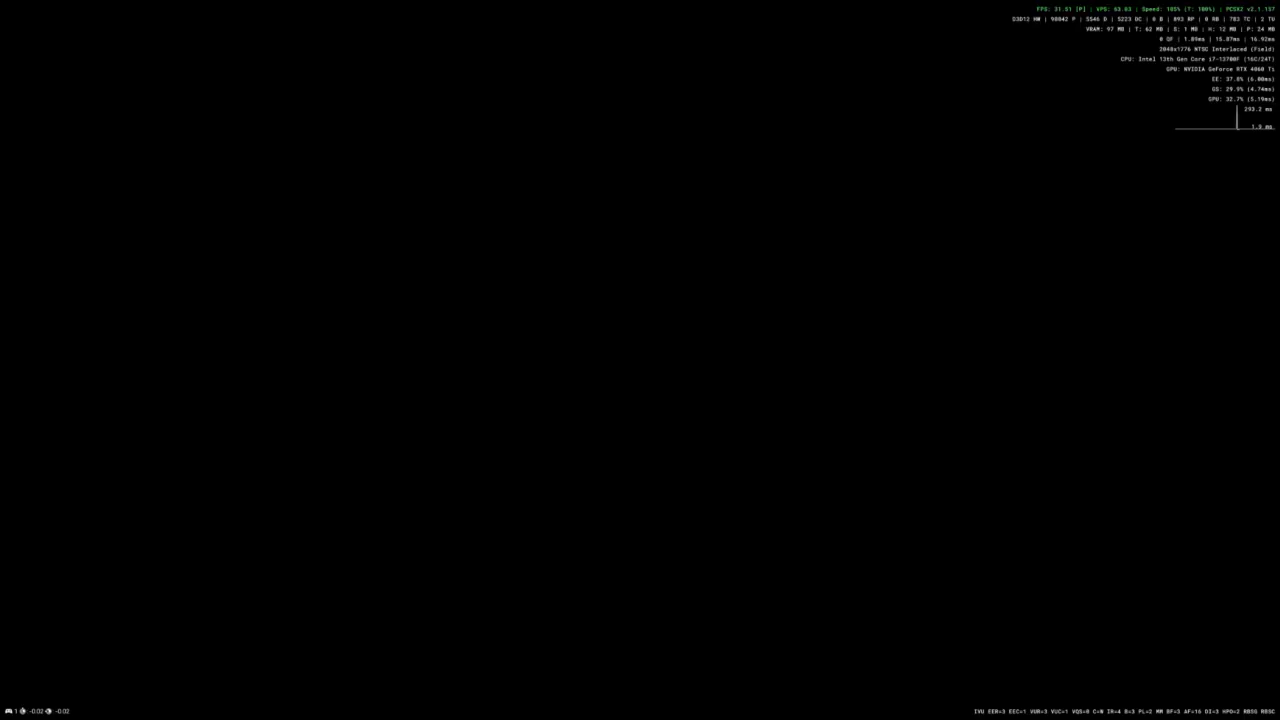 FPS: 31.51 [P] | VPS: 63.03 | Speed: 105% (T: 100%) | PCSX2 v2.1.157
D3D12 HW | 98042 P | 5546 D | 5223 DC | 0 B | 893 RP | 0 RB | 783 TC | 2 TU
VRAM: 97 MB | T: 62 MB | S: 1 MB | H: 12 MB | P: 24 MB
0 QF | 1.89ms | 15.87ms | 16.92ms
2048x1776 NTSC Interlaced (Field)
CPU: Intel 13th Gen Core i7-13700F (16C/24T)
GPU: NVIDIA GeForce RTX 4060 Ti
EE: 37.8% (6.00ms)
GS: 29.9% (4.74ms)
GPU: 32.7% (5.19ms)
293.2 ms
1.9 ms
1 -0.02 -0.02
IVU EER=3 EEC=1 VUR=3 VUC=1 VQS=0 C=W IR=4 B=3 PL=2 MM BF=3 AF=16 DI=3 HPD=2 RBSG RBSC